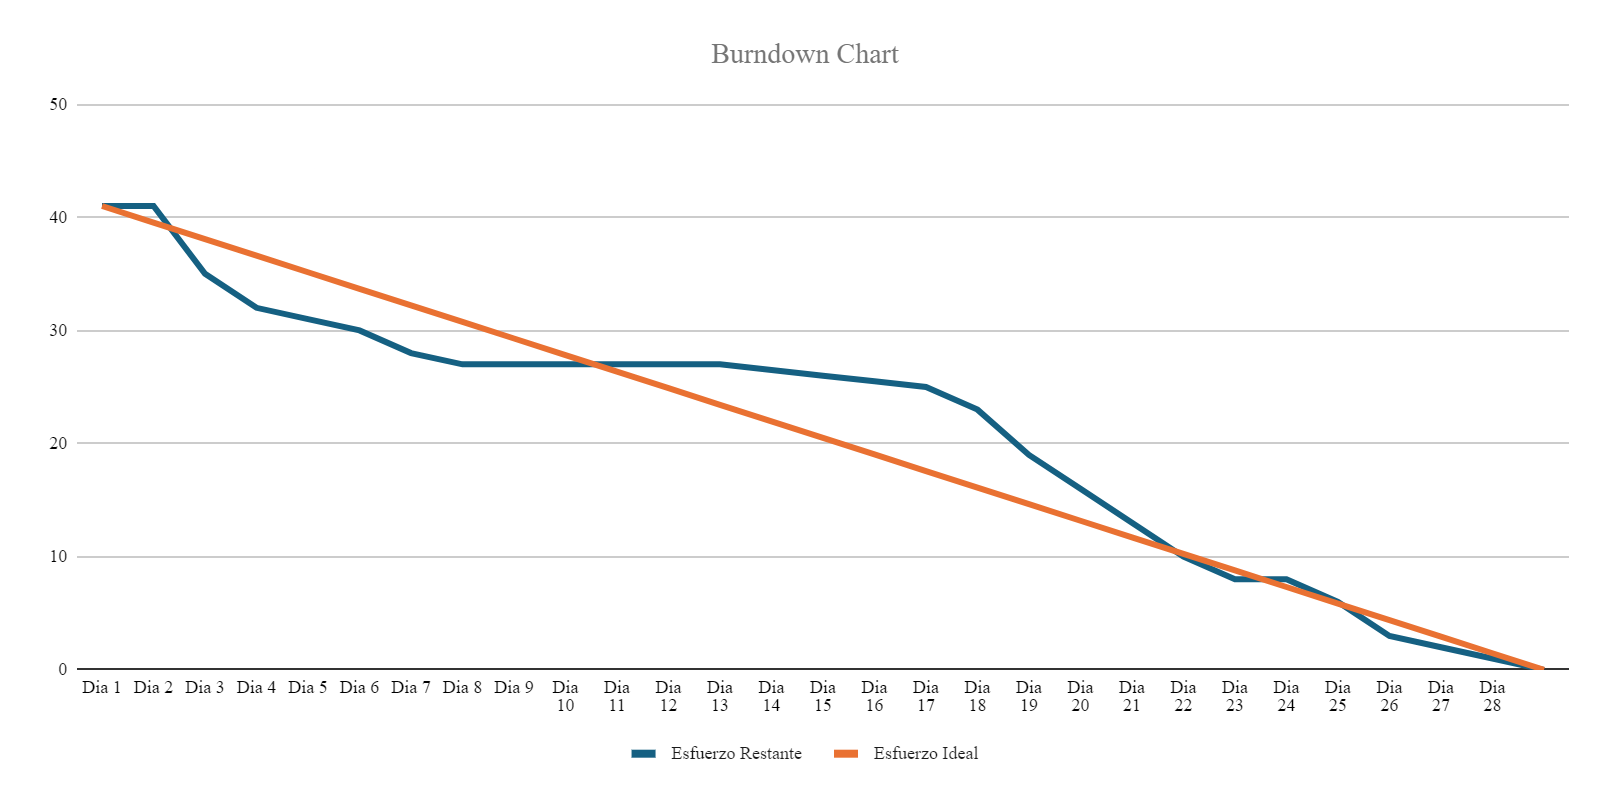 Burndown Chart
50
40
30
20
10
0
Dia 1 Dia 2 Dia 3 Dia 4 Dia 5 Dia 6 Dia 7 Dia 8 Dia 9 Dia Dia Dia Dia Dia Dia Dia Dia Dia Dia Dia Dia Dia Dia Dia Dia Dia Dia Dia
10 11 12 13 14 15 16 17 18 19 20 21 22 23 24 25 26 27 28
Esfuerzo Restante Esfuerzo Ideal